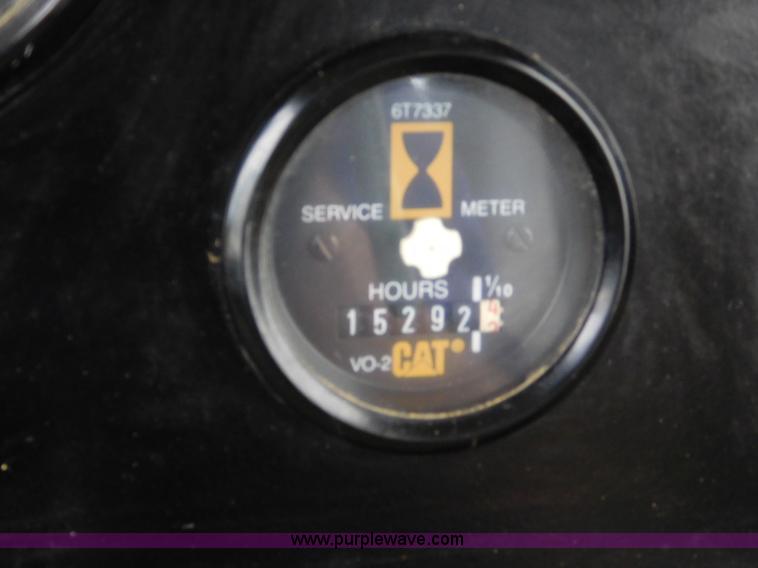 6T7337
SERVICE METER
HOURS 1/10
15292
VO-2 CAT
www.purplewave.com